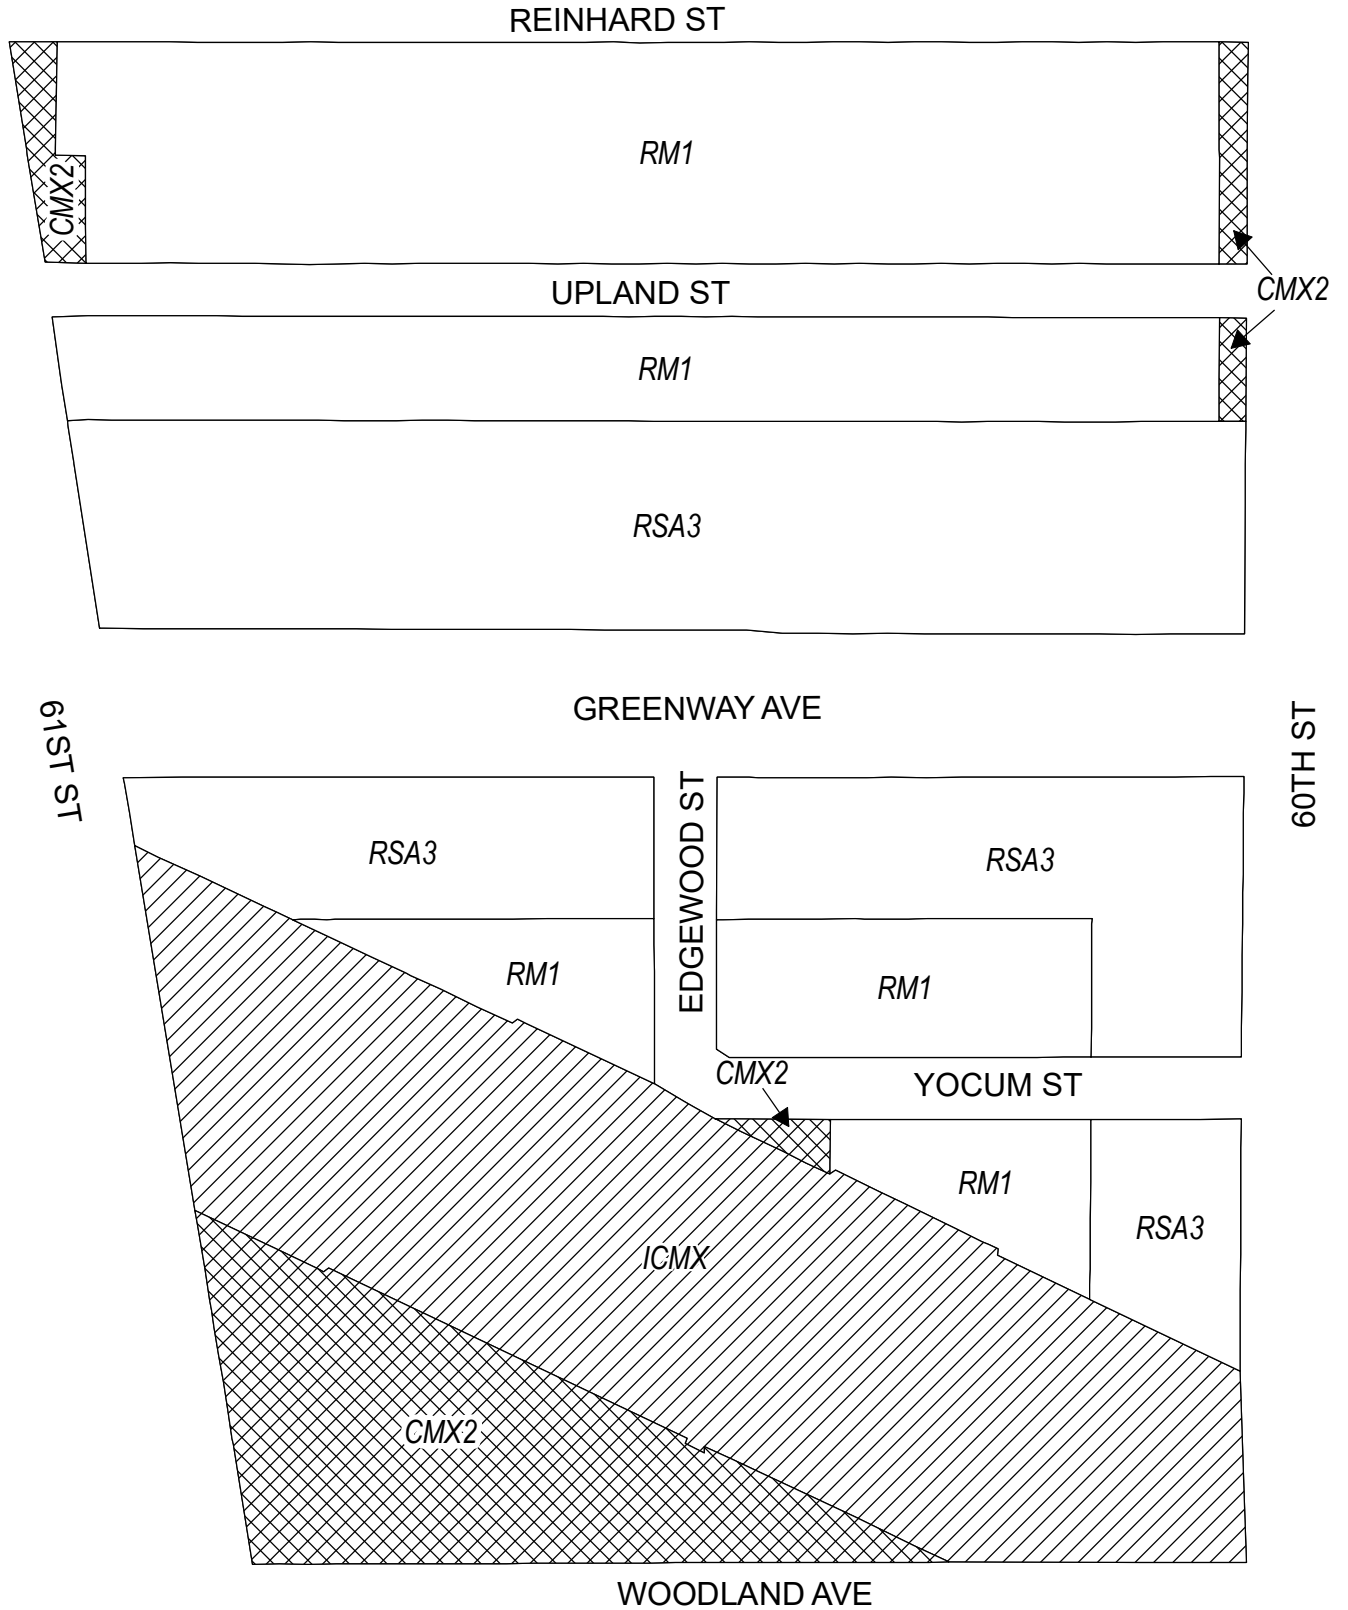 REINHARD ST
RM1
CMX2
UPLAND ST
CMX2
RM1
RSA3
GREENWAY AVE
61ST ST
60TH ST
EDGEWOOD ST
RSA3
RSA3
RM1
RM1
CMX2
YOCUM ST
RM1
RSA3
ICMX
CMX2
WOODLAND AVE